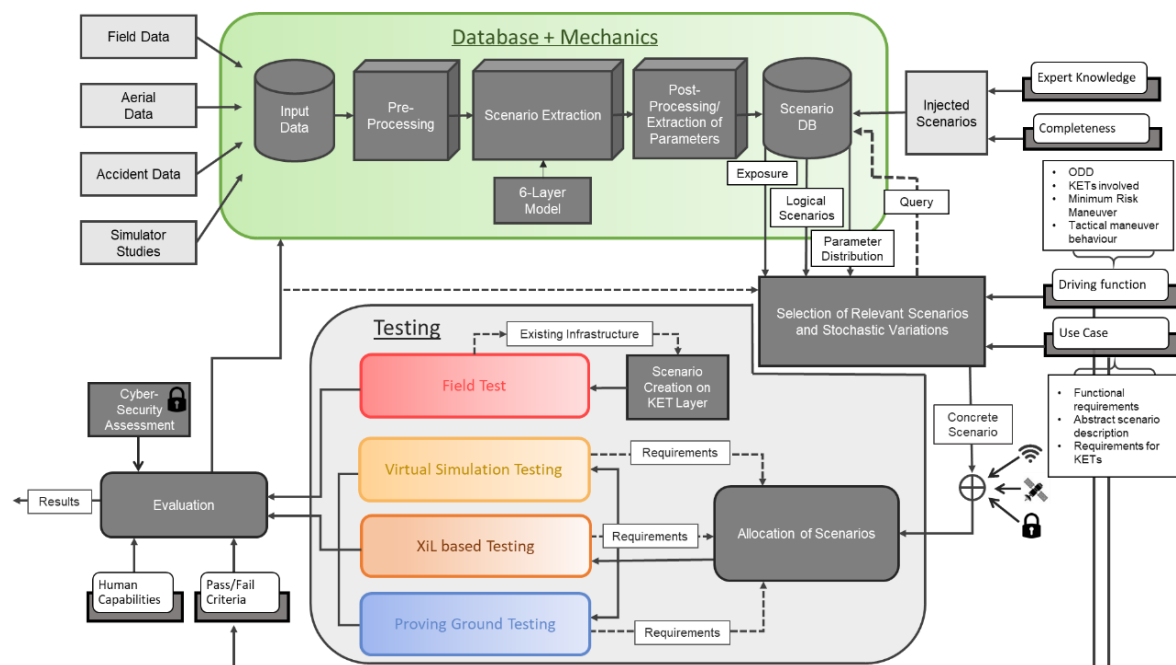 Database + Mechanics
Field Data
Aerial
Data
Accident Data
Simulator
Studies
Input
Data
Pre-
Processing
Scenario Extraction
Post-
Processing/
Extraction of
Parameters
Scenario
DB
6-Layer
Model
Injected
Scenarios
Expert Knowledge
Completeness
Exposure
Logical
Scenarios
Parameter
Distribution
Query
• ODD
• KETs involved
• Minimum Risk
Maneuver
• Tactical maneuver
behaviour
Driving function
Use Case
Selection of Relevant Scenarios
and Stochastic Variations
• Functional
requirements
• Abstract scenario
description
• Requirements for
KETs
Concrete
Scenario
Testing
Existing Infrastructure
Field Test
Scenario
Creation on
KET Layer
Virtual Simulation Testing
Requirements
XiL based Testing
Requirements
Allocation of Scenarios
Proving Ground Testing
Requirements
Cyber-
Security
Assessment
Results
Evaluation
Human
Capabilities
Pass/Fail
Criteria